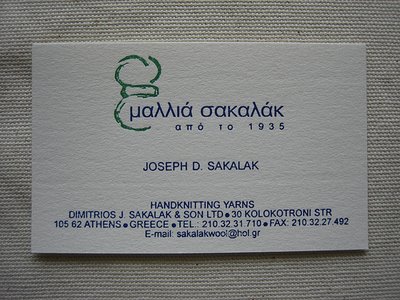 μαλλιά σακαλάκ
από το 1935
JOSEPH D. SAKALAK
HANDKNITTING YARNS
DIMITRIOS J. SAKALAK & SON LTD • 30 KOLOKOTRONI STR
105 62 ATHENS • GREECE • TEL.: 210.32.31.710 • FAX: 210.32.27.492
E-mail: sakalakwool@hol.gr